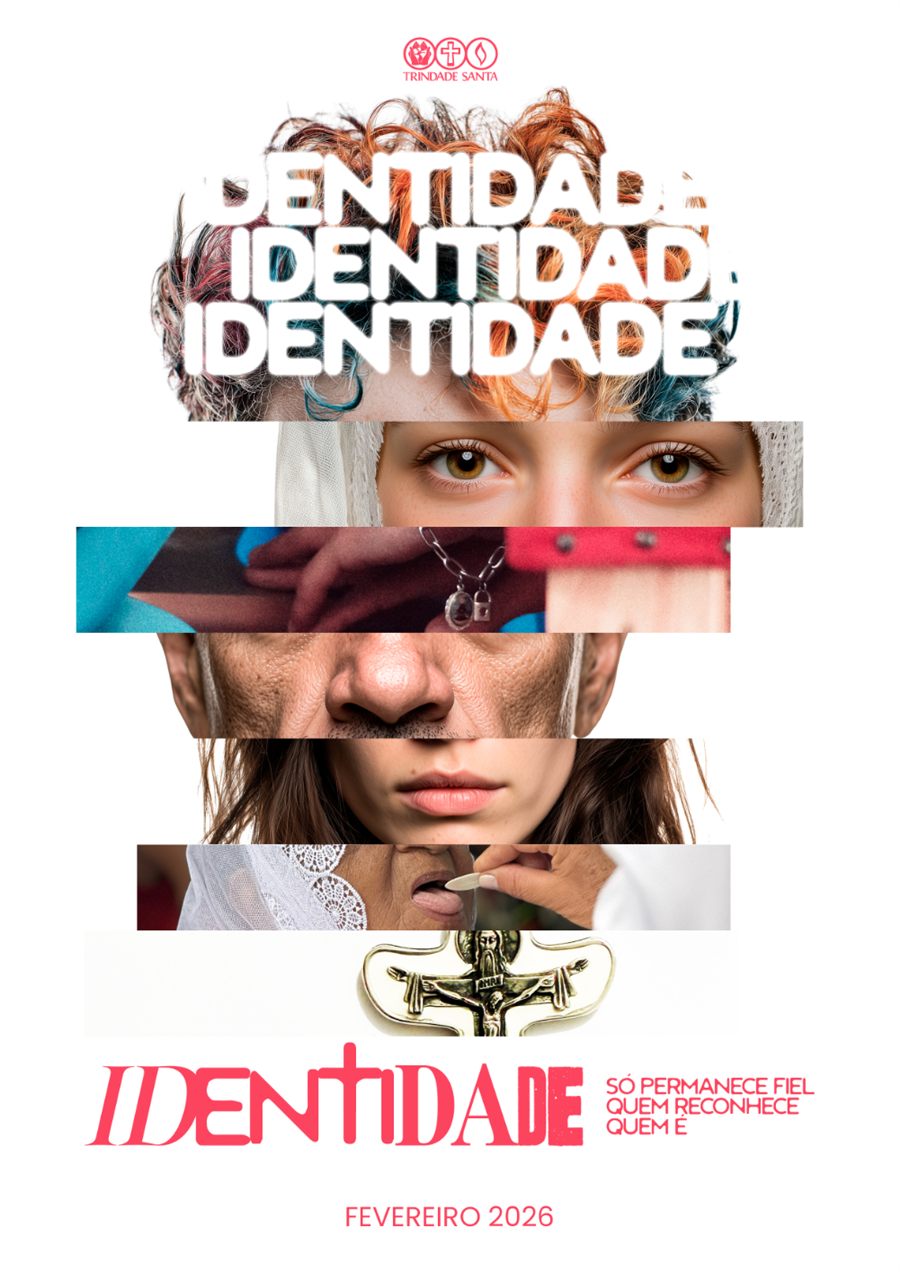 TRINDADE SANTA
IDENTIDADE
IDENTIDADE
IDENTIDADE
IDENTIDADE
SÓ PERMANECE FIEL
QUEM RECONHECE
QUEM É
FEVEREIRO 2026